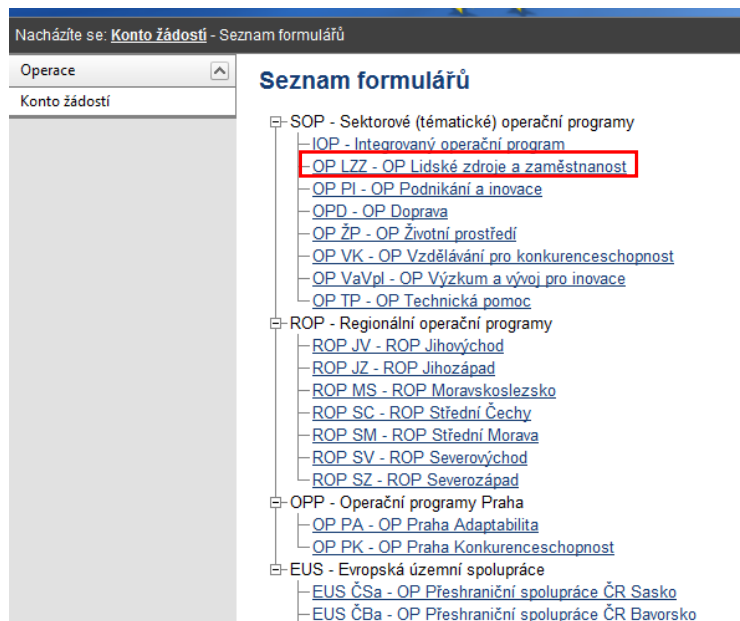 Nacházíte se: Konto žádostí - Seznam formulářů
Operace
Konto žádostí
Seznam formulářů
SOP - Sektorové (tématické) operační programy
IOP - Integrovaný operační program
OP LZZ - OP Lidské zdroje a zaměstnanost
OP PI - OP Podnikání a inovace
OPD - OP Doprava
OP ŽP - OP Životní prostředí
OP VK - OP Vzdělávání pro konkurenceschopnost
OP VaVpI - OP Výzkum a vývoj pro inovace
OP TP - OP Technická pomoc
ROP - Regionální operační programy
ROP JV - ROP Jihovýchod
ROP JZ - ROP Jihozápad
ROP MS - ROP Moravskoslezsko
ROP SC - ROP Střední Čechy
ROP SM - ROP Střední Morava
ROP SV - ROP Severovýchod
ROP SZ - ROP Severozápad
OPP - Operační programy Praha
OP PA - OP Praha Adaptabilita
OP PK - OP Praha Konkurenceschopnost
EUS - Evropská územní spolupráce
EUS ČSa - OP Přeshraniční spolupráce ČR Sasko
EUS ČBa - OP Přeshraniční spolupráce ČR Bavorsko